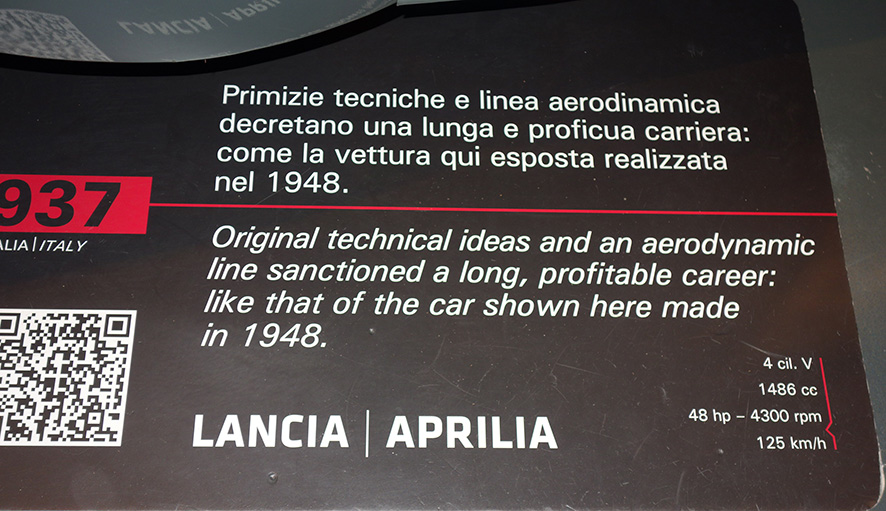 LANCIA | APRILIA
Primizie tecniche e linea aerodinamica
decretano una lunga e proficua carriera:
come la vettura qui esposta realizzata
nel 1948.
937
ALIA | ITALY
Original technical ideas and an aerodynamic
line sanctioned a long, profitable career:
like that of the car shown here made
in 1948.
4 cil. V
1486 cc
48 hp – 4300 rpm
125 km/h
LANCIA | APRILIA